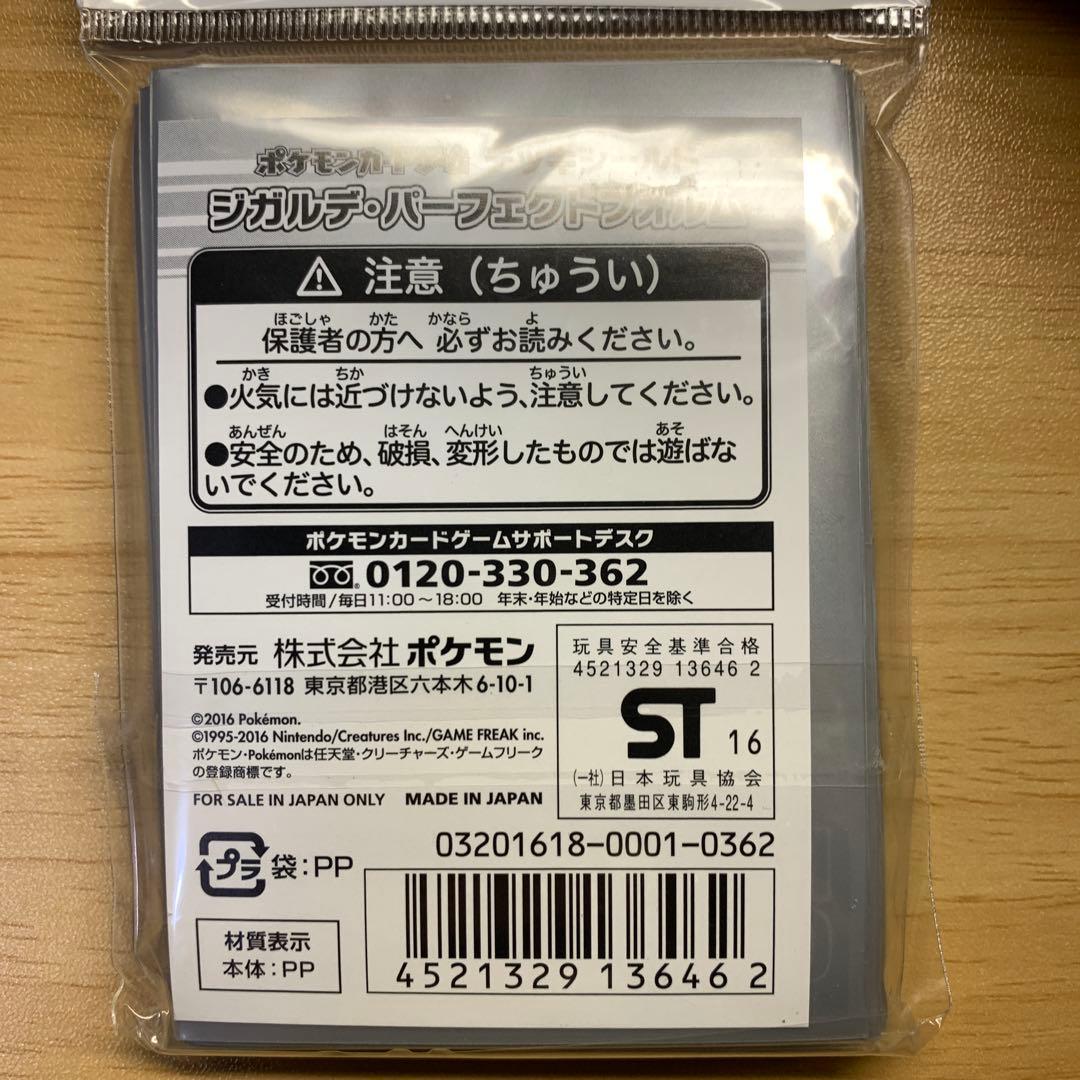 ポケモンカード
ジガルデ・パーフェクトフォルム
⚠ 注意（ちゅうい）
ほごしゃ かた かなら よ
保護者の方へ 必ずお読みください。
かき ちか ちゅうい
●火気には近づけないよう、注意してください。
あんぜん はそん へんけい あそ
●安全のため、破損、変形したものでは遊ばな
いでください。
ポケモンカードゲームサポートデスク
0120-330-362
受付時間/毎日11:00～18:00 年末・年始などの特定日を除く
発売元 株式会社 ポケモン
〒106-6118 東京都港区六本木6-10-1
©2016 Pokémon.
©1995-2016 Nintendo/Creatures Inc./GAME FREAK inc.
ポケモン・Pokémonは任天堂・クリーチャーズ・ゲームフリーク
の登録商標です。
FOR SALE IN JAPAN ONLY MADE IN JAPAN
玩具安全基準合格
4521329 13646 2
ST 16
(一社)日本玩具協会
東京都墨田区東駒形4-22-4
プラ 袋:PP
03201618-0001-0362
材質表示
本体:PP
4521329 136462